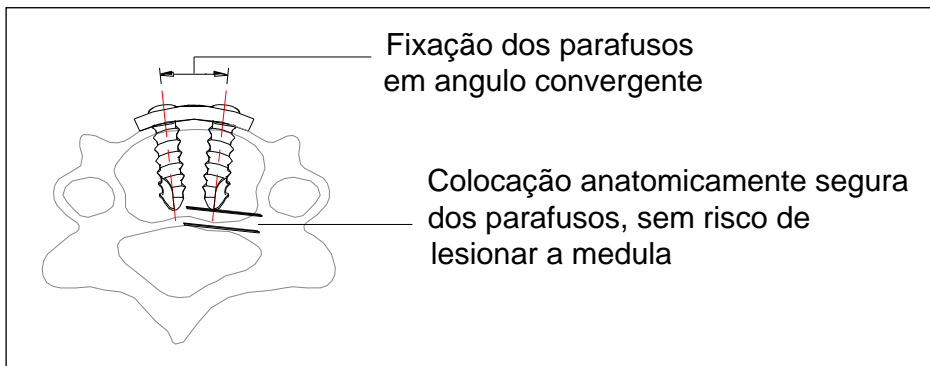 Fixação dos parafusos
em angulo convergente
Colocação anatomicamente segura
dos parafusos, sem risco de
lesionar a medula